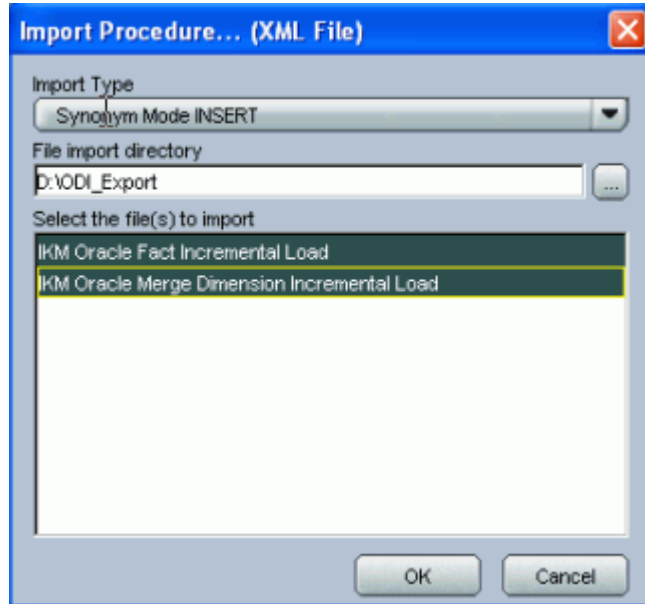 Import Procedure... (XML File)
Import Type
Synonym Mode INSERT
File import directory
D:\ODI_Export
...
Select the file(s) to import
IKM Oracle Fact Incremental Load
IKM Oracle Merge Dimension Incremental Load
OK Cancel